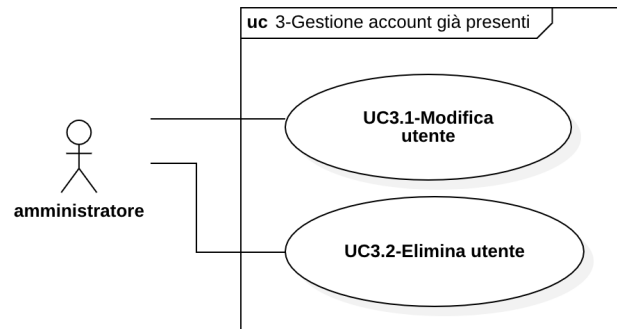 uc 3-Gestione account già presenti
UC3.1-Modifica
utente
amministratore
UC3.2-Elimina utente